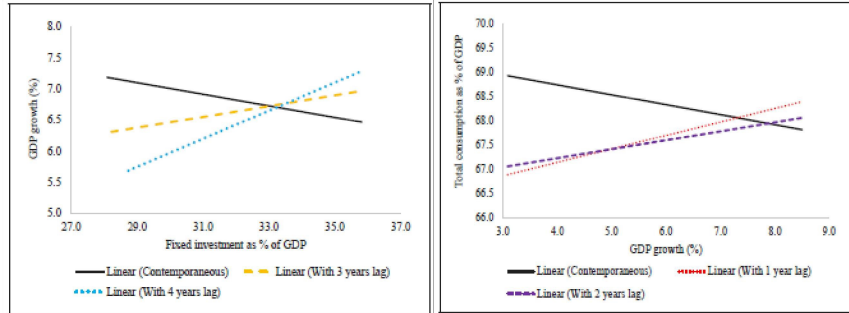 8.0
7.5
7.0
6.5
6.0
5.5
5.0
GDP growth (%)
27.0 29.0 31.0 33.0 35.0 37.0
Fixed investment as % of GDP
Linear (Contemporaneous) Linear (With 3 years lag)
Linear (With 4 years lag)
70.0
69.5
69.0
68.5
68.0
67.5
67.0
66.5
66.0
Total consumption as % of GDP
3.0 4.0 5.0 6.0 7.0 8.0 9.0
GDP growth (%)
Linear (Contemporaneous) Linear (With 1 year lag)
Linear (With 2 years lag)